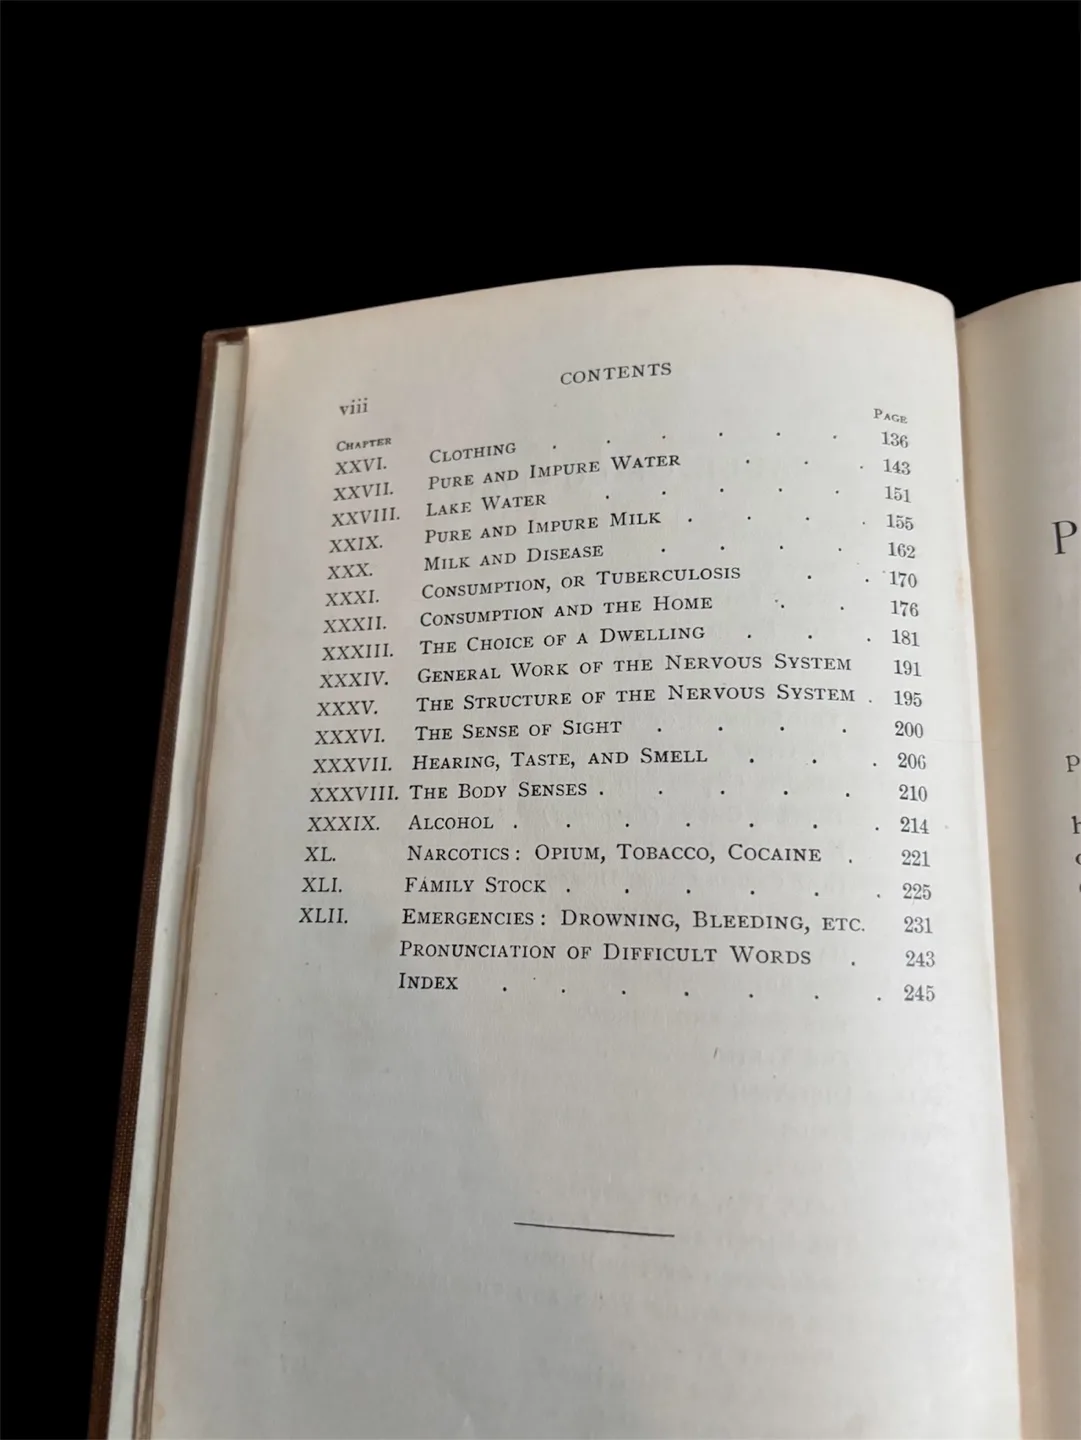 CONTENTS
viii
CHAPTER PAGE
XXVI. CLOTHING . . . . . . 136
XXVII. PURE AND IMPURE WATER . . . 143
XXVIII. LAKE WATER . . . . . 151
XXIX. PURE AND IMPURE MILK . . . . 155
XXX. MILK AND DISEASE . . . . 162
XXXI. CONSUMPTION, OR TUBERCULOSIS . . 170
XXXII. CONSUMPTION AND THE HOME . . 176
XXXIII. THE CHOICE OF A DWELLING . . . 181
XXXIV. GENERAL WORK OF THE NERVOUS SYSTEM 191
XXXV. THE STRUCTURE OF THE NERVOUS SYSTEM . 195
XXXVI. THE SENSE OF SIGHT . . . . 200
XXXVII. HEARING, TASTE, AND SMELL . . . 206
XXXVIII. THE BODY SENSES . . . . . 210
XXXIX. ALCOHOL . . . . . . . 214
XL. NARCOTICS: OPIUM, TOBACCO, COCAINE . 221
XLI. FAMILY STOCK . . . . . . 225
XLII. EMERGENCIES: DROWNING, BLEEDING, ETC. 231
PRONUNCIATION OF DIFFICULT WORDS . 243
INDEX . . . . . . . 245